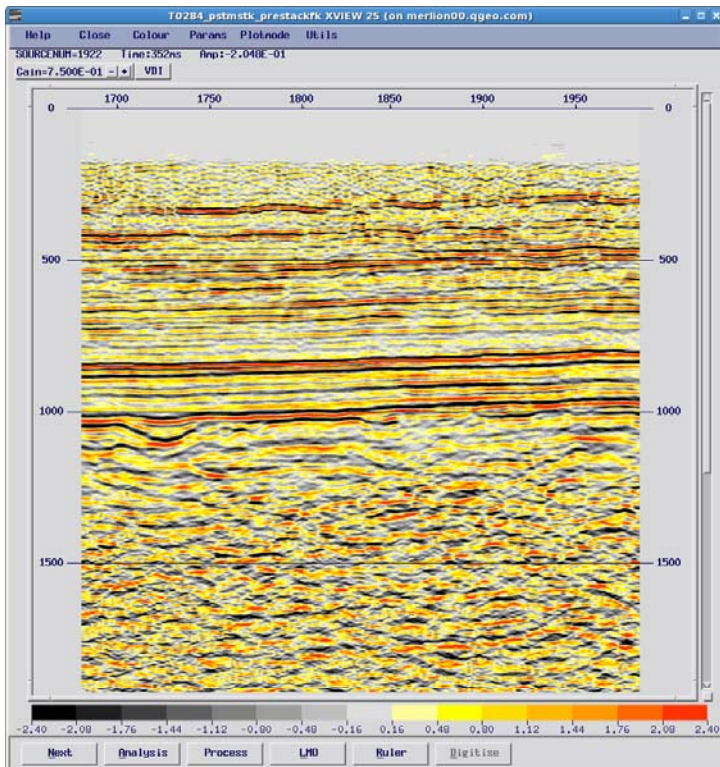 T0284_pstmstk_prestackfk XVIEW 25 (on merlion00.qgeo.com)
Help Close Colour Params Plotmode Utils
SOURCENUM=1922 Time:352ms Amp:-2.048E-01
Gain=7.500E-01 - + VDI
1700 1750 1800 1850 1900 1950
0 0
500 500
1000 1000
1500 1500
-2.40 -2.08 -1.76 -1.44 -1.12 -0.80 -0.48 -0.16 0.16 0.48 0.80 1.12 1.44 1.76 2.08 2.40
Next Analysis Process LMO Ruler Digitise